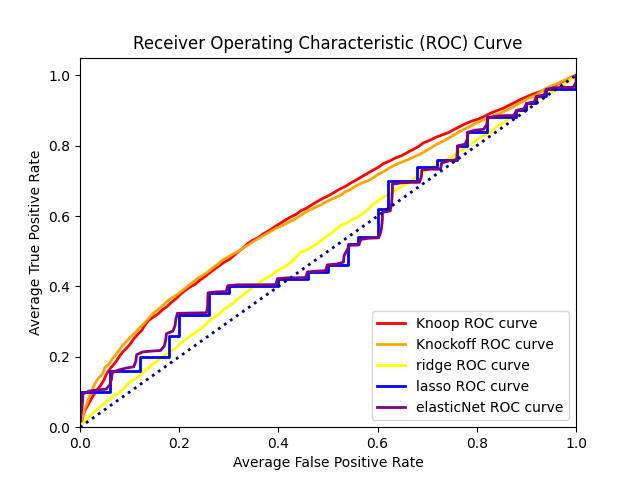 Receiver Operating Characteristic (ROC) Curve
Average True Positive Rate
1.0
0.8
0.6
0.4
0.2
0.0
Knoop ROC curve
Knockoff ROC curve
ridge ROC curve
lasso ROC curve
elasticNet ROC curve
0.0 0.2 0.4 0.6 0.8 1.0
Average False Positive Rate